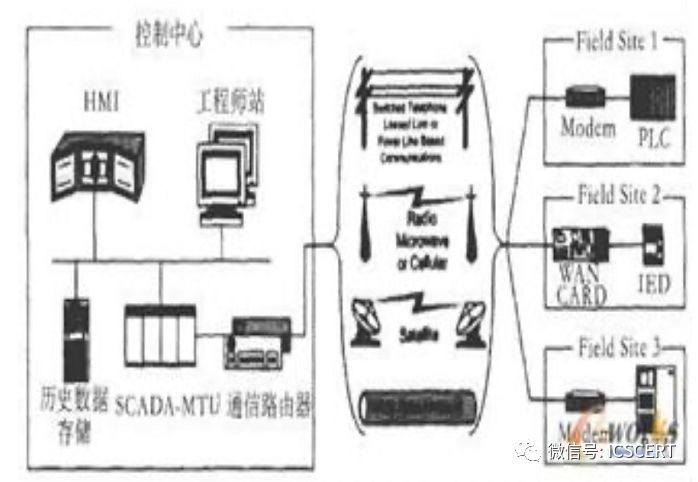 控制中心
HMI
工程师站
历史数据
存储
SCADA-MTU
通信路由器
Switched Telephone
Leased Line or
Power Line Based
Communications
Radio
Microwave
or Cellular
Satellite
Field Site 1
Modem
PLC
Field Site 2
WAN
CARD
IED
Field Site 3
Modem
微信号: ICSCERT